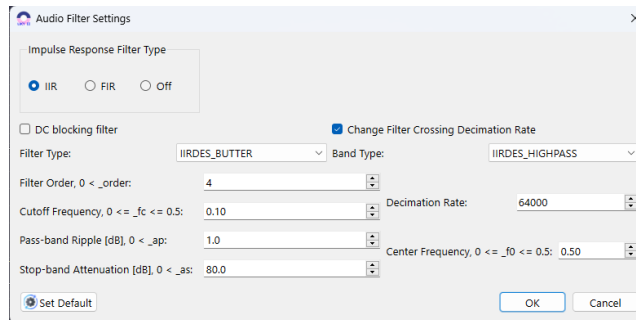 Audio Filter Settings
Impulse Response Filter Type
IIR FIR Off
DC blocking filter Change Filter Crossing Decimation Rate
Filter Type: IIRDES_BUTTER Band Type: IIRDES_HIGHPASS
Filter Order, 0 < _order: 4
Decimation Rate: 64000
Cutoff Frequency, 0 <= _fc <= 0.5: 0.10
Pass-band Ripple [dB], 0 < _ap: 1.0
Center Frequency, 0 <= _f0 <= 0.5: 0.50
Stop-band Attenuation [dB], 0 < _as: 80.0
Set Default OK Cancel